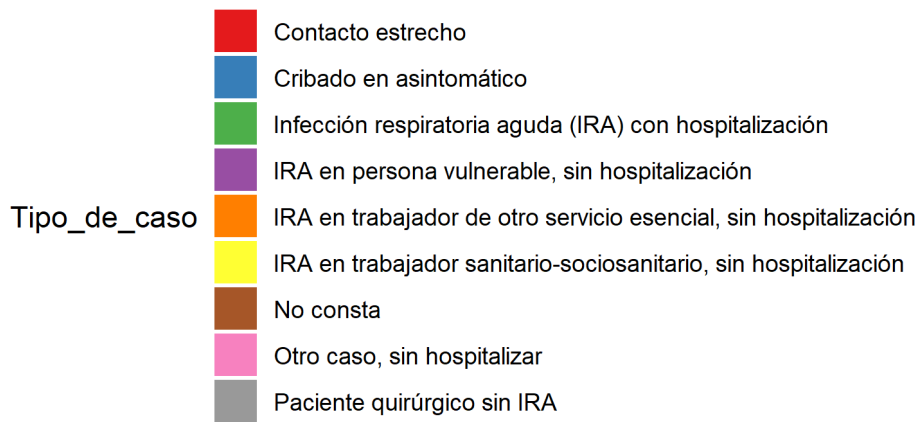 Contacto estrecho
Cribado en asintomático
Infección respiratoria aguda (IRA) con hospitalización
IRA en persona vulnerable, sin hospitalización
Tipo_de_caso
IRA en trabajador de otro servicio esencial, sin hospitalización
IRA en trabajador sanitario-sociosanitario, sin hospitalización
No consta
Otro caso, sin hospitalizar
Paciente quirúrgico sin IRA